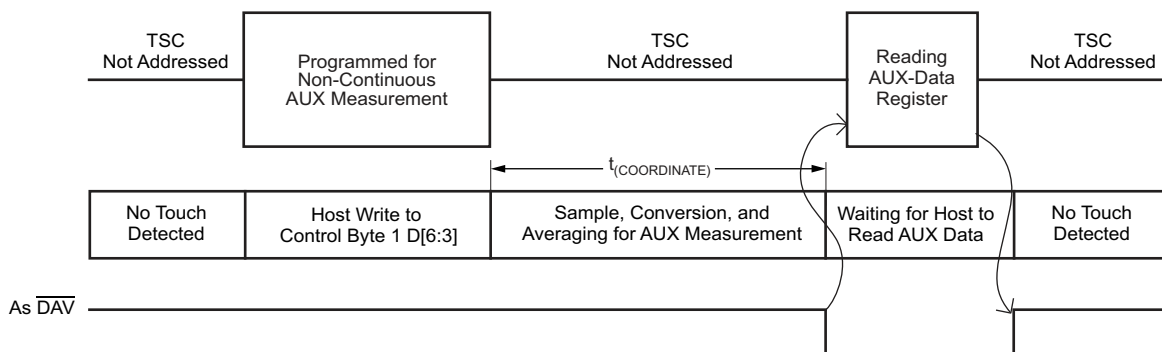 TSC
Not Addressed
Programmed for
Non-Continuous
AUX Measurement
TSC
Not Addressed
Reading
AUX-Data
Register
TSC
Not Addressed
t(COORDINATE)
No Touch
Detected
Host Write to
Control Byte 1 D[6:3]
Sample, Conversion, and
Averaging for AUX Measurement
Waiting for Host to
Read AUX Data
No Touch
Detected
As D̅A̅V̅